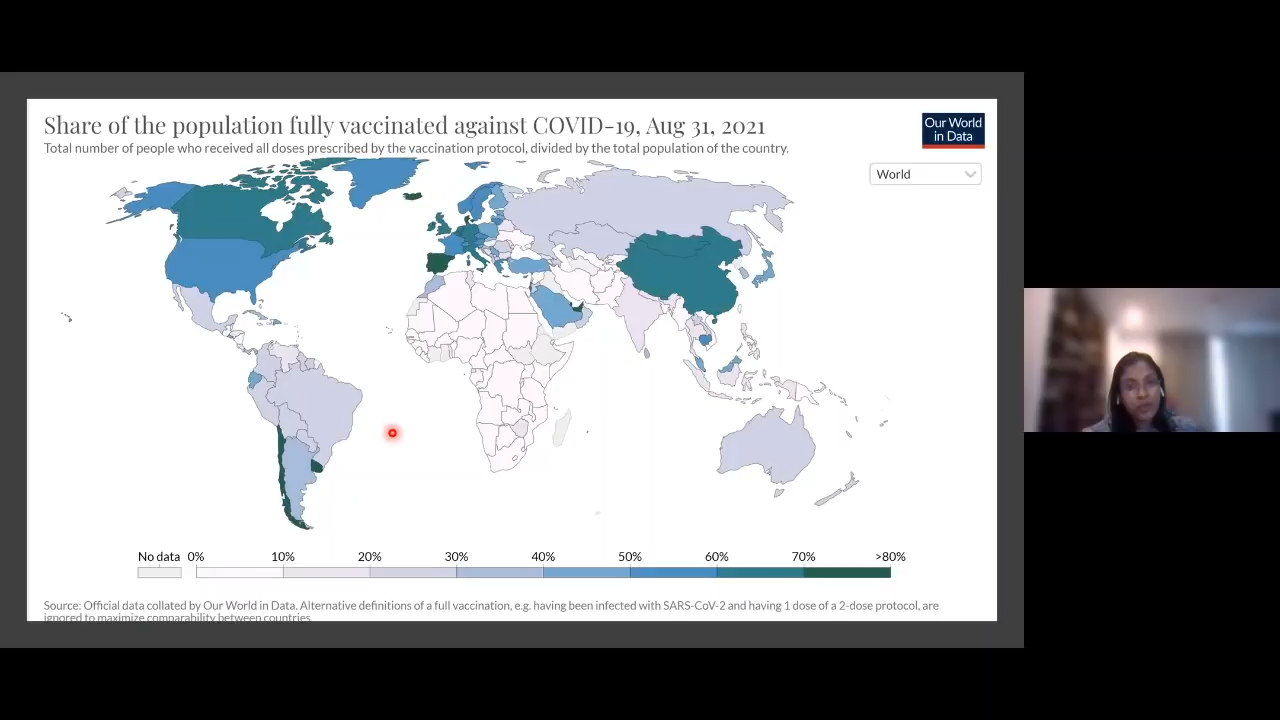 Share of the population fully vaccinated against COVID-19, Aug 31, 2021
Total number of people who received all doses prescribed by the vaccination protocol, divided by the total population of the country.
Our World
in Data
World
No data 0% 10% 20% 30% 40% 50% 60% 70% >80%
Source: Official data collated by Our World in Data. Alternative definitions of a full vaccination, e.g. having been infected with SARS-CoV-2 and having 1 dose of a 2-dose protocol, are
ignored to maximize comparability between countries.